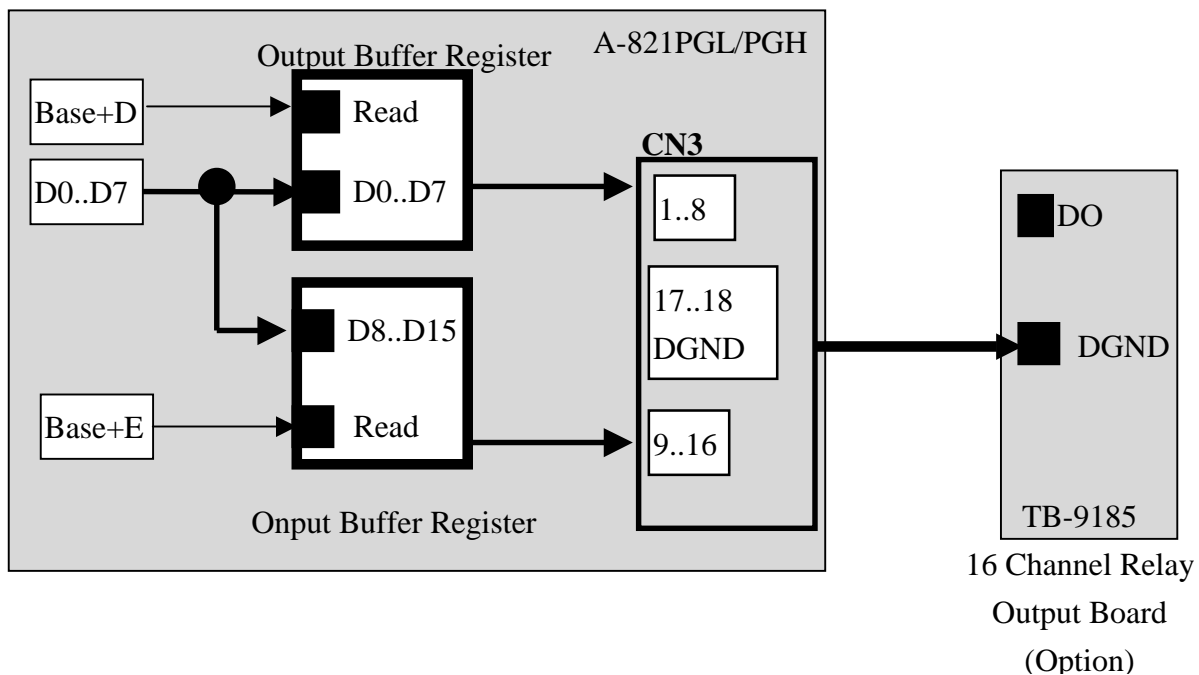 A-821PGL/PGH
Output Buffer Register
Base+D
Read
D0..D7
D0..D7
CN3
1..8
17..18
DGND
9..16
D8..D15
Base+E
Read
Onput Buffer Register
DO
DGND
TB-9185
16 Channel Relay
Output Board
(Option)